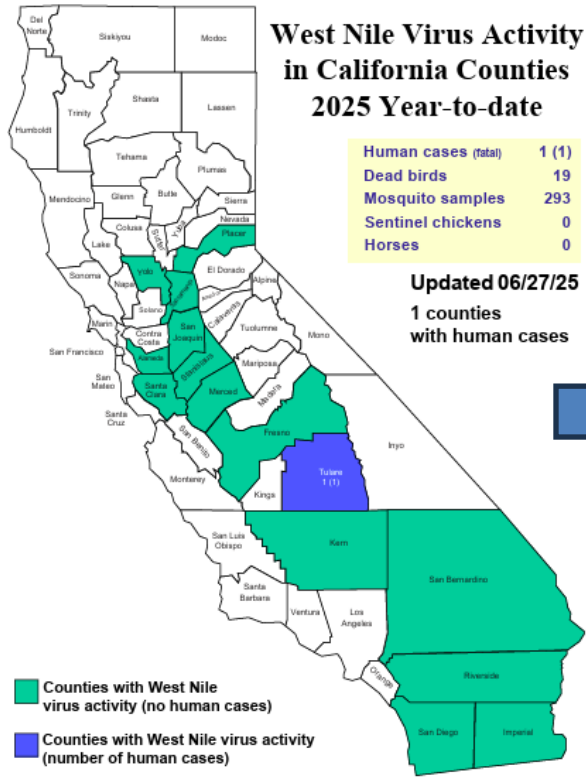 West Nile Virus Activity
in California Counties
2025 Year-to-date
Human cases (fatal) 1 (1)
Dead birds 19
Mosquito samples 293
Sentinel chickens 0
Horses 0
Updated 06/27/25
1 counties
with human cases
Del
Norte
Siskiyou
Modoc
Humboldt
Trinity
Shasta
Lassen
Tehama
Plumas
Mendocino
Glenn
Butte
Sierra
Nevada
Colusa
Sutter
Yuba
Placer
Lake
Yolo
El Dorado
Sonoma
Napa
Sacramento
Alpine
Solano
Calaveras
Marin
Contra
Costa
San
Joaquin
Tuolumne
Mono
San Francisco
Alameda
Stanislaus
Mariposa
San
Mateo
Santa
Clara
Merced
Madera
Santa
Cruz
San Benito
Fresno
Inyo
Monterey
Kings
Tulare
1 (1)
San Luis
Obispo
Kern
San Bernardino
Santa
Barbara
Ventura
Los
Angeles
Orange
Riverside
San Diego
Imperial
Counties with West Nile
virus activity (no human cases)
Counties with West Nile virus activity
(number of human cases)